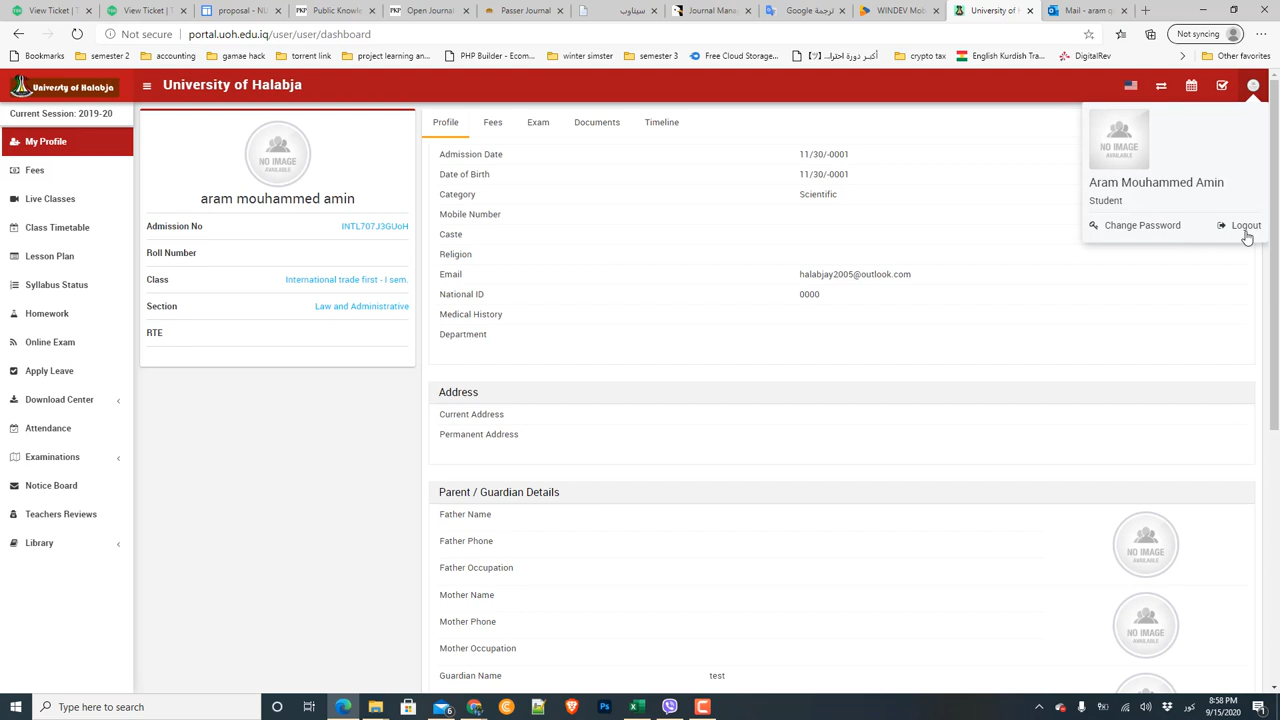 View Ticket
View Ticket
proposal - NU
Public Knowle
Passer Journal
سيناوب
Journal Manag
Google ترجمة
WINDEV Mob
University of H
Mail - Omed
Not secure
portal.uoh.edu.iq/user/user/dashboard
Not syncing
Bookmarks
semester 2
accounting
game hack
torrent link
project learning an...
PHP Builder - Ecom...
winter simster
semester 3
Free Cloud Storage...
English Kurdish Tra...
crypto tax
DigitalRev
Other favorites
University of Halabja
University of Halabja
Current Session: 2019-20
My Profile
Fees
Live Classes
Class Timetable
Lesson Plan
Syllabus Status
Homework
Online Exam
Apply Leave
Download Center
Attendance
Examinations
Notice Board
Teachers Reviews
Library
NO IMAGE
AVAILABLE
aram mouhammed amin
Admission No INTL707J3GUoH
Roll Number
Class International trade first - I sem.
Section Law and Administrative
RTE
Profile Fees Exam Documents Timeline
Admission Date 11/30/-0001
Date of Birth 11/30/-0001
Category Scientific
Mobile Number
Caste
Religion
Email halabjay2005@outlook.com
National ID 0000
Medical History
Department
Address
Current Address
Permanent Address
Parent / Guardian Details
Father Name
Father Phone
Father Occupation
NO IMAGE
AVAILABLE
Mother Name
Mother Phone
Mother Occupation
NO IMAGE
AVAILABLE
Guardian Name test
NO IMAGE
AVAILABLE
Aram Mouhammed Amin
Student
Change Password
Logout
Type here to search
8:58 PM
9/15/2020